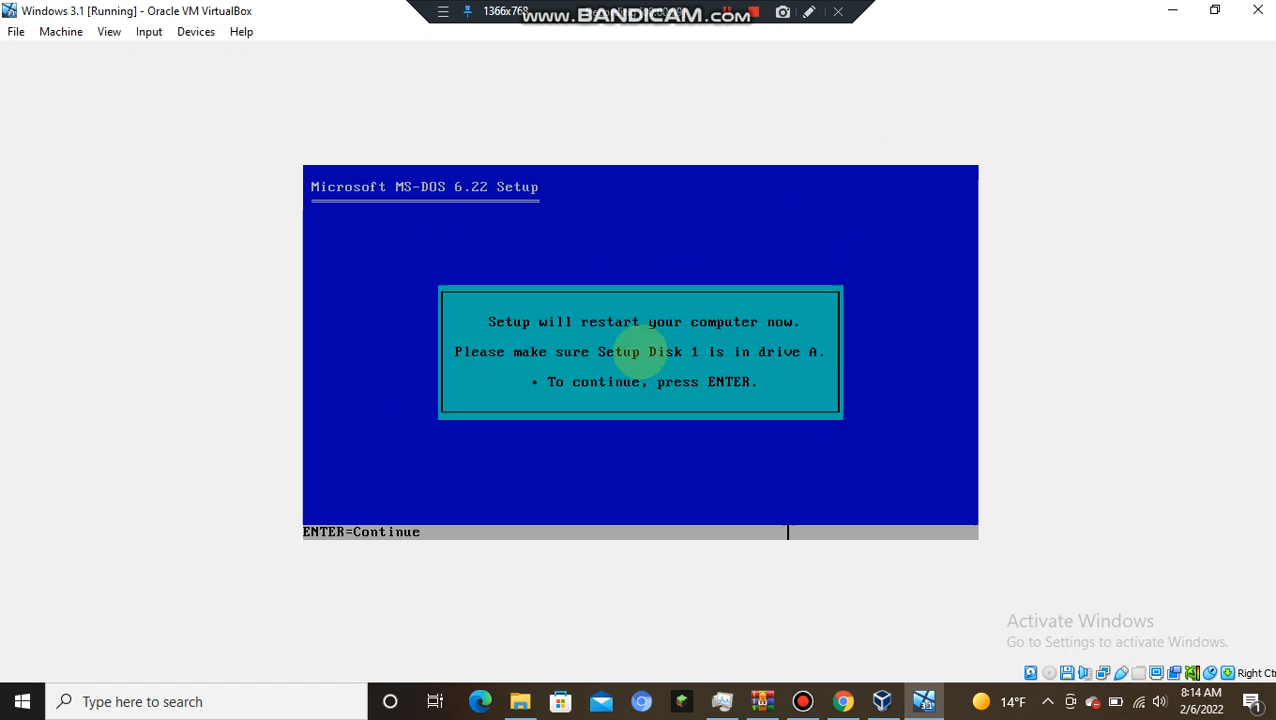 Windows 3.1 [Running] - Oracle VM VirtualBox
1366x768
www.BANDICAM.com
File Machine View Input Devices Help
Microsoft MS-DOS 6.22 Setup
Setup will restart your computer now.
Please make sure Setup Disk 1 is in drive A.
• To continue, press ENTER.
ENTER=Continue
Activate Windows
Go to Settings to activate Windows.
Right Ct
Type here to search
14°F
8:14 AM
2/6/2022